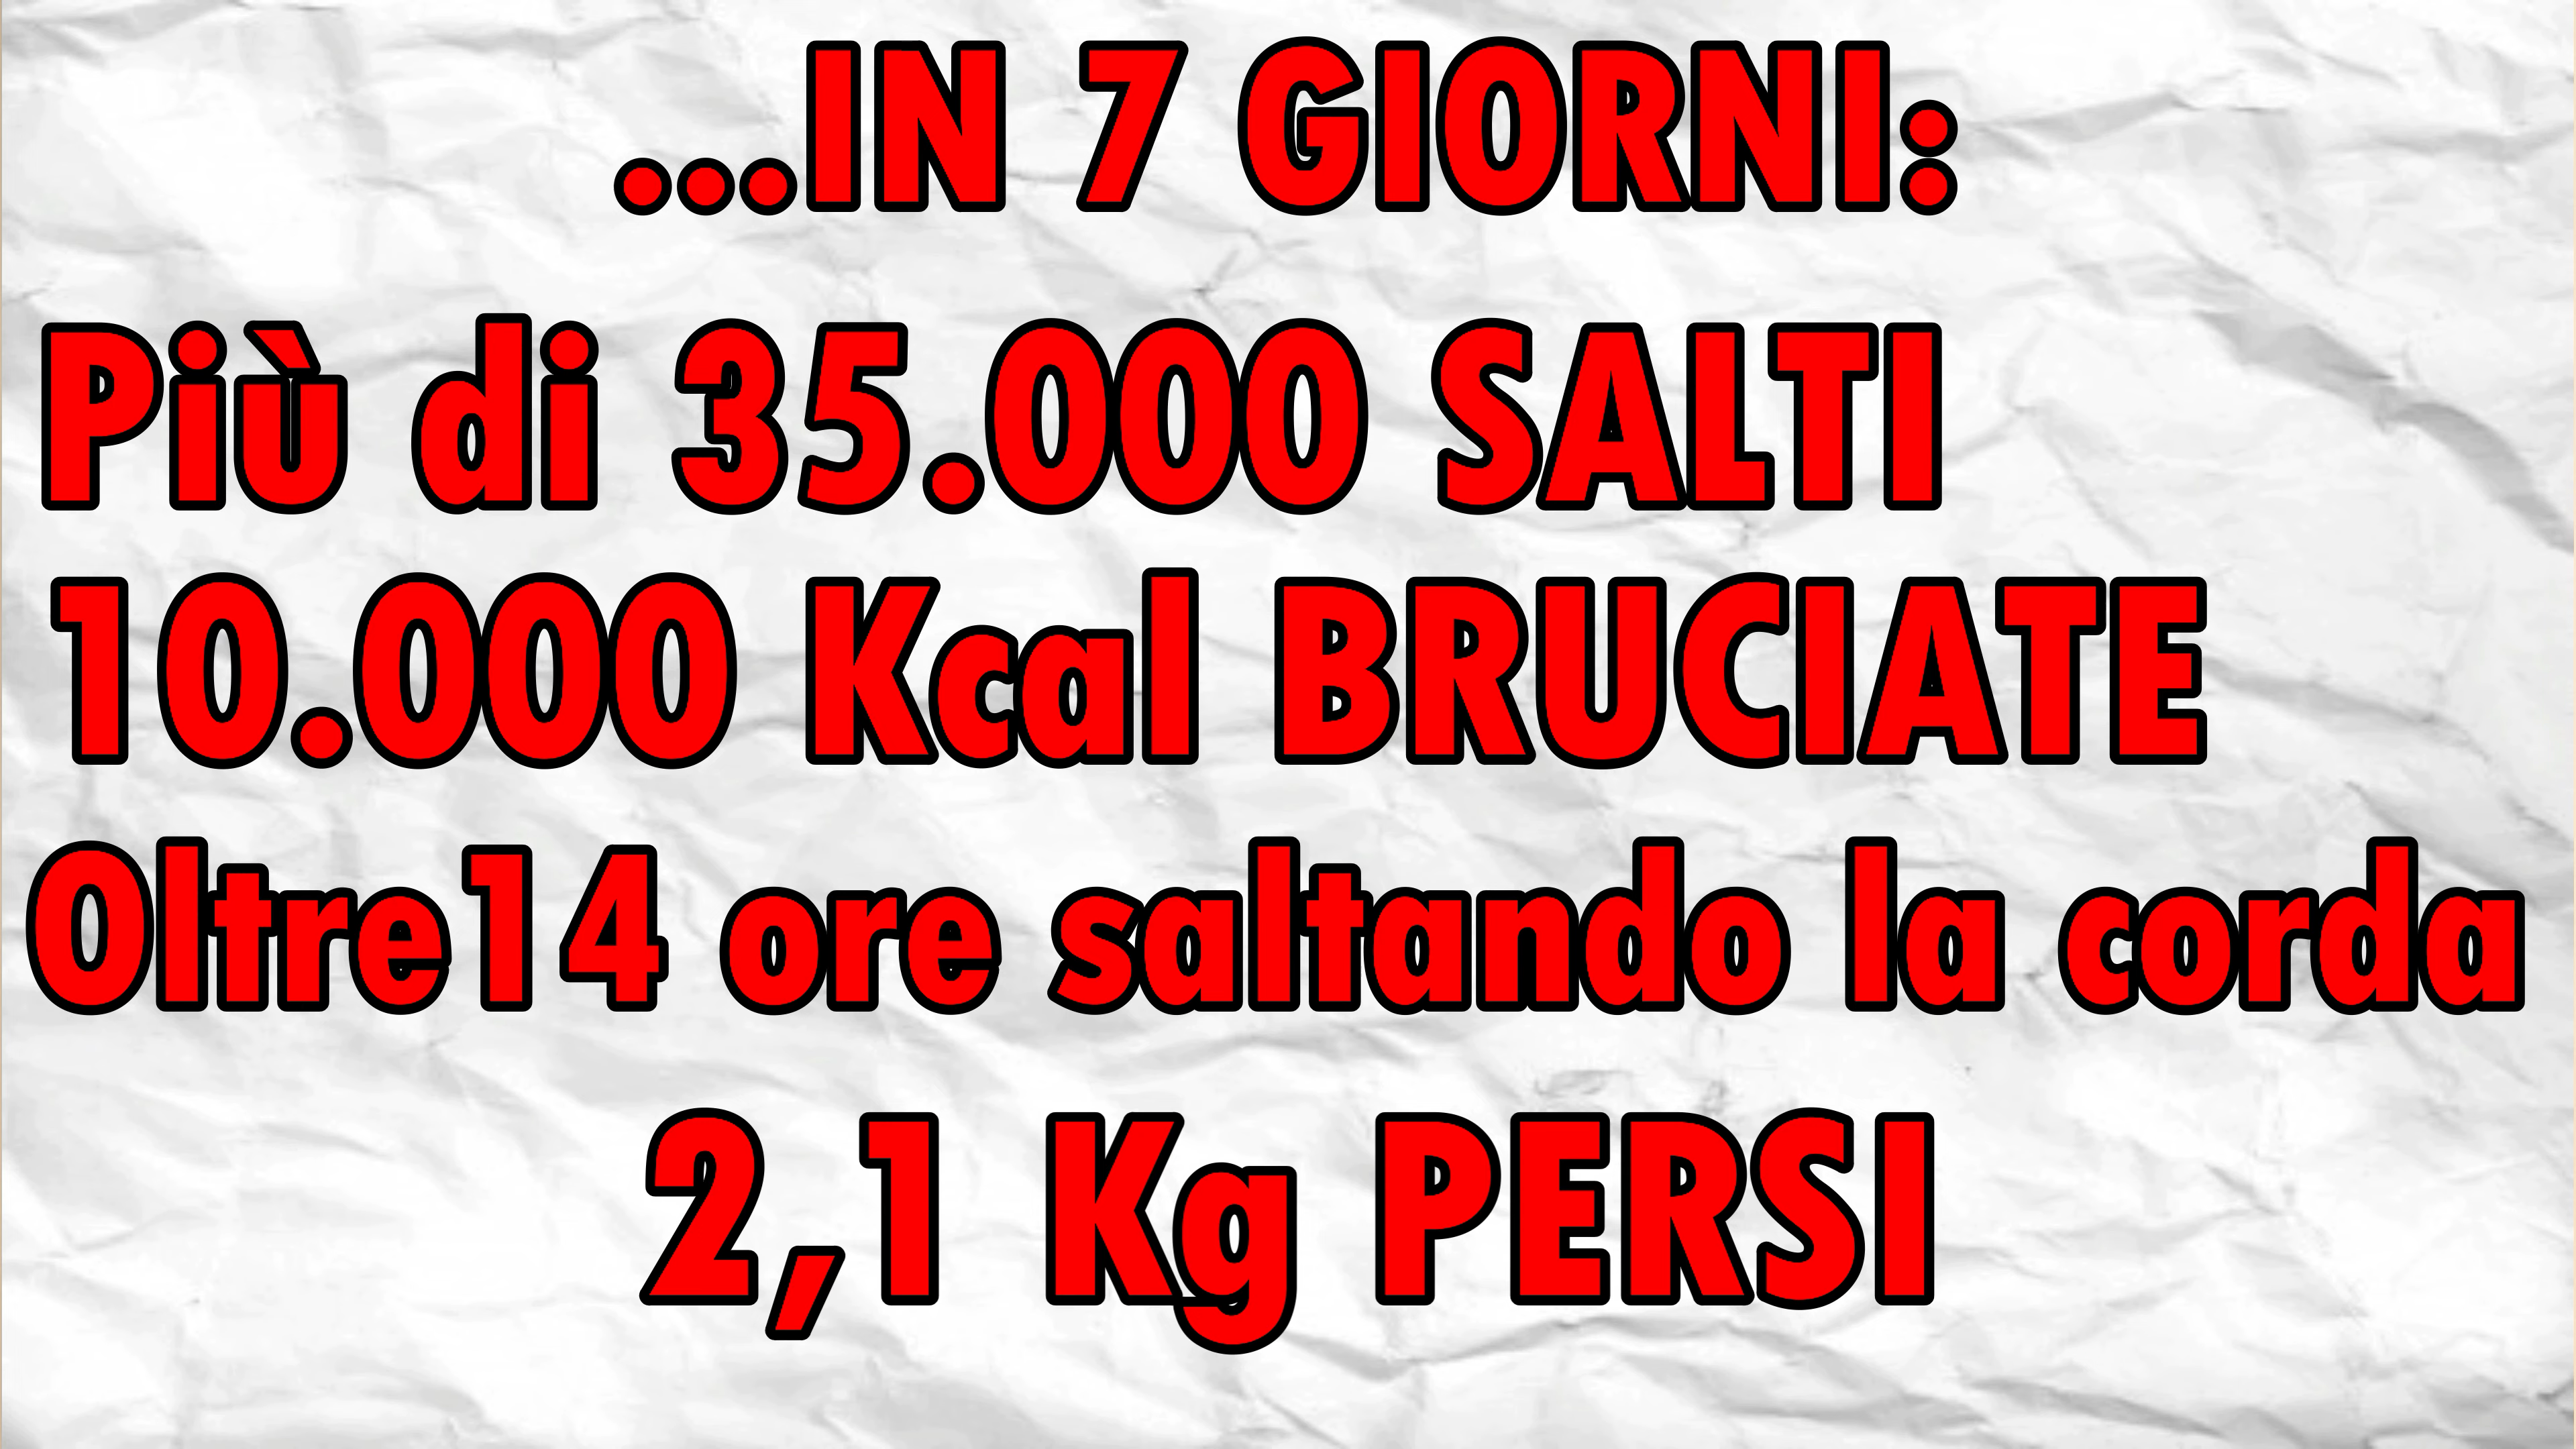 ...IN 7 GIORNI:
Più di 35.000 SALTI
10.000 Kcal BRUCIATE
Oltre14 ore saltando la corda
2,1 Kg PERSI